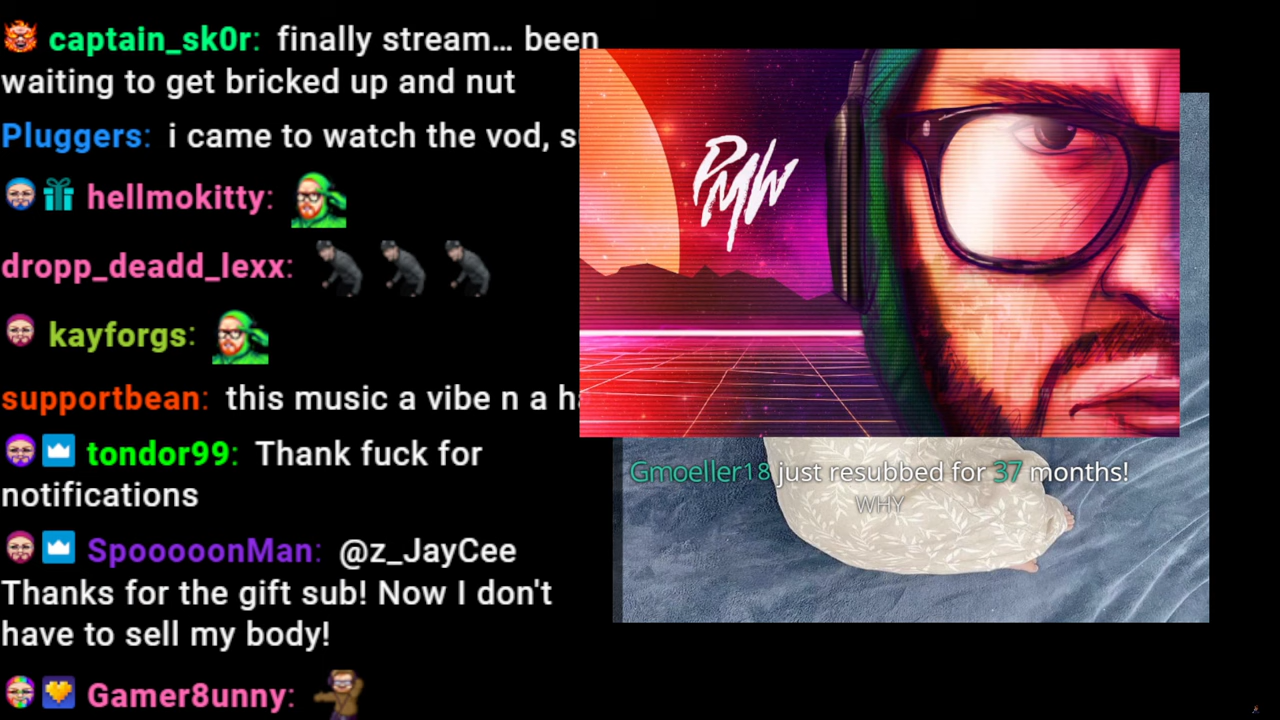 captain_sk0r: finally stream... been
waiting to get bricked up and nut
Pluggers: i came to watch the vod,
hellmokitty:
dropp_deadd_lexx:
kayforgs:
supportbean: this music a vibe n a
tondor99: Thank fuck for
notifications
SpooooonMan: @z_JayCee
Thanks for the gift sub! Now I don't
have to sell my body!
Gamer8unny:
PMW
Gmoeller18 just resubbed for 37 months!
WHY